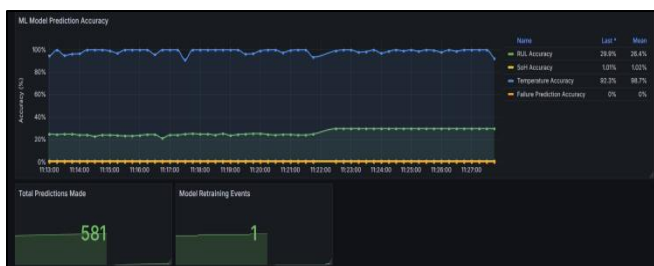 ML Model Prediction Accuracy
Name Last * Mean
RUL Accuracy 29.9% 26.4%
SoH Accuracy 1.01% 1.02%
Temperature Accuracy 92.2% 98.7%
Failure Prediction Accuracy 0% 0%
Accuracy (%)
100%
80%
60%
40%
20%
0%
11:13:00 11:14:00 11:15:00 11:16:00 11:17:00 11:18:00 11:19:00 11:20:00 11:21:00 11:22:00 11:23:00 11:24:00 11:25:00 11:26:00 11:27:00
Total Predictions Made
581
Model Retraining Events
1